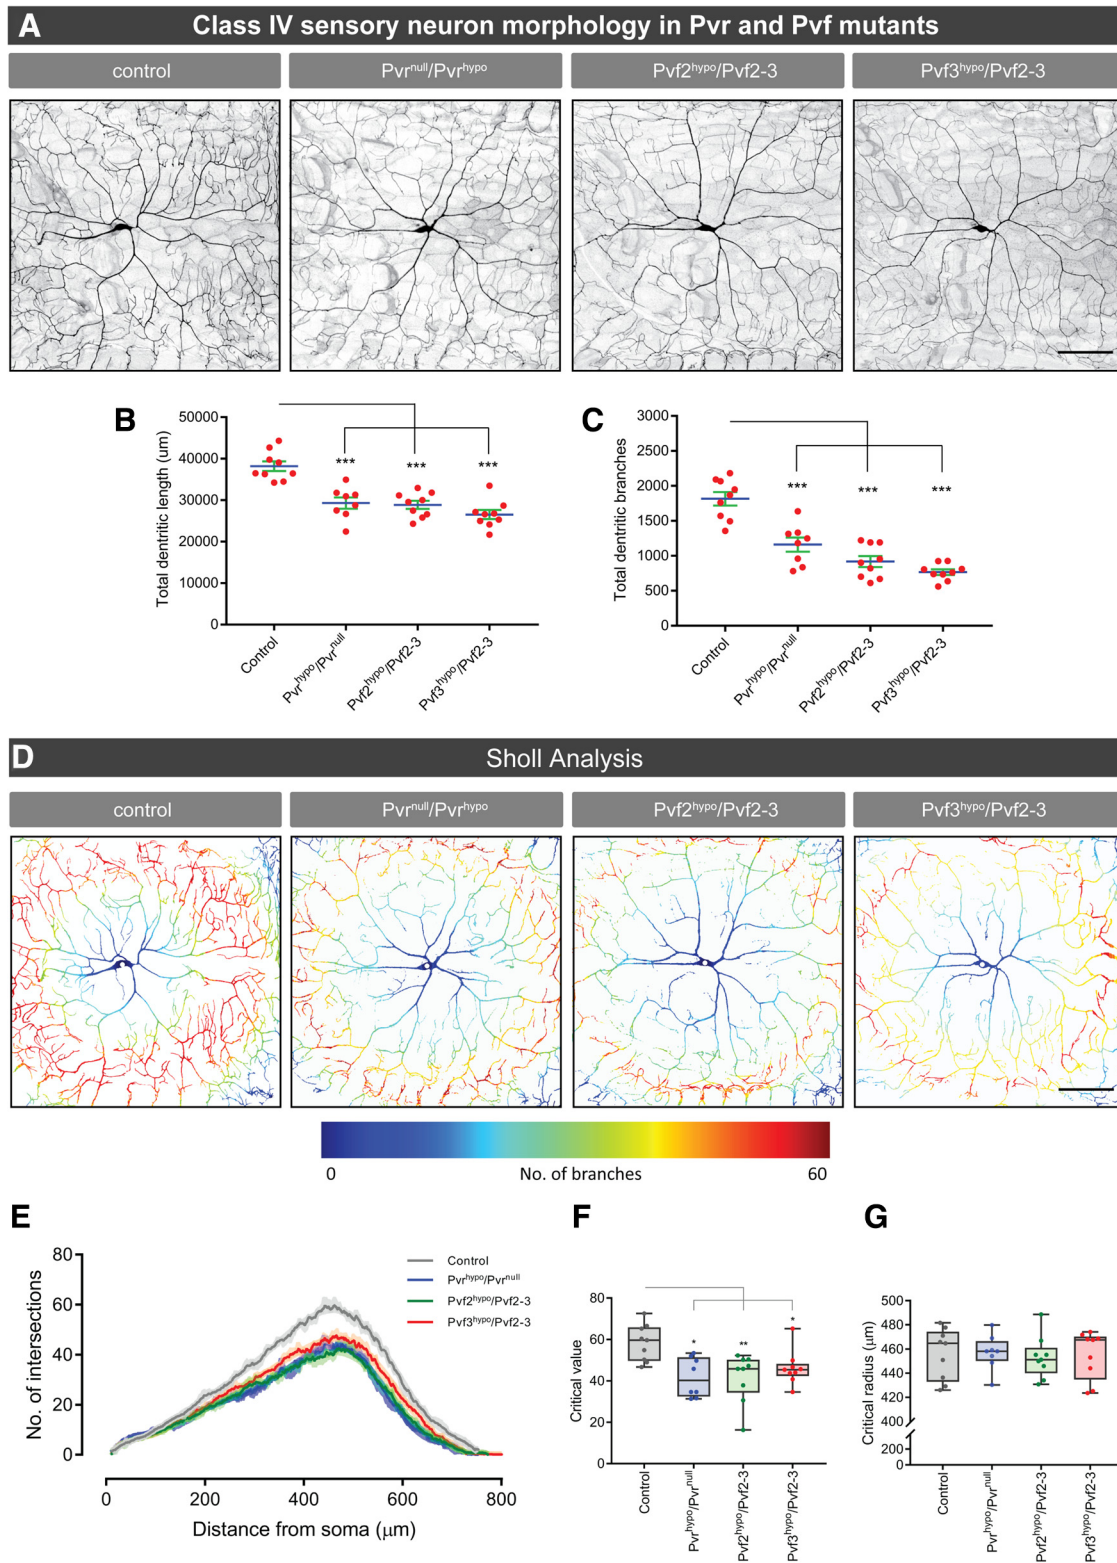 A Class IV sensory neuron morphology in Pvr and Pvf mutants
control Pvrnull/Pvrhypo Pvf2hypo/Pvf2-3 Pvf3hypo/Pvf2-3
B
Total dentritic length (um)
50000
40000
30000
20000
10000
0
*** *** ***
Control Pvrhypo/Pvrnull Pvf2hypo/Pvf2-3 Pvf3hypo/Pvf2-3
C
Total dentritic branches
3000
2000
1500
1000
500
0
*** *** ***
Control Pvrhypo/Pvrnull Pvf2hypo/Pvf2-3 Pvf3hypo/Pvf2-3
D Sholl Analysis
control Pvrnull/Pvrhypo Pvf2hypo/Pvf2-3 Pvf3hypo/Pvf2-3
0 No. of branches 60
E
No. of intersections
80
60
40
20
0
Control
Pvrhypo/Pvrnull
Pvf2hypo/Pvf2-3
Pvf3hypo/Pvf2-3
0 200 400 600 800
Distance from soma (μm)
F
Critical value
80
60
40
20
0
* ** *
Control Pvrhypo/Pvrnull Pvf2hypo/Pvf2-3 Pvf3hypo/Pvf2-3
G
Critical radius (μm)
500
480
460
440
420
400
200
0
Control Pvrhypo/Pvrnull Pvf2hypo/Pvf2-3 Pvf3hypo/Pvf2-3